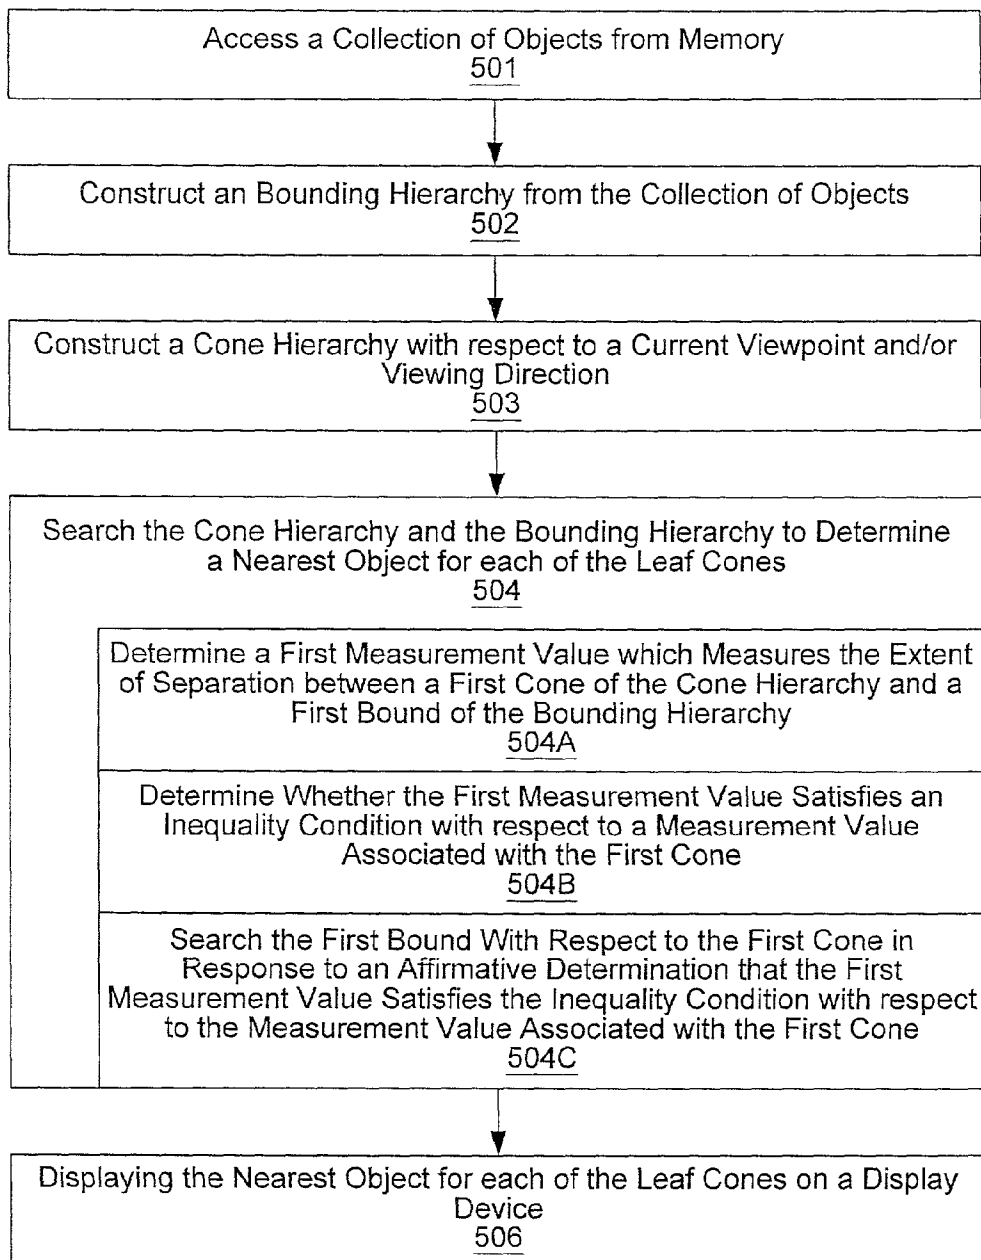 Access a Collection of Objects from Memory
501
Construct an Bounding Hierarchy from the Collection of Objects
502
Construct a Cone Hierarchy with respect to a Current Viewpoint and/or
Viewing Direction
503
Search the Cone Hierarchy and the Bounding Hierarchy to Determine
a Nearest Object for each of the Leaf Cones
504
Determine a First Measurement Value which Measures the Extent
of Separation between a First Cone of the Cone Hierarchy and a
First Bound of the Bounding Hierarchy
504A
Determine Whether the First Measurement Value Satisfies an
Inequality Condition with respect to a Measurement Value
Associated with the First Cone
504B
Search the First Bound With Respect to the First Cone in
Response to an Affirmative Determination that the First
Measurement Value Satisfies the Inequality Condition with respect
to the Measurement Value Associated with the First Cone
504C
Displaying the Nearest Object for each of the Leaf Cones on a Display
Device
506